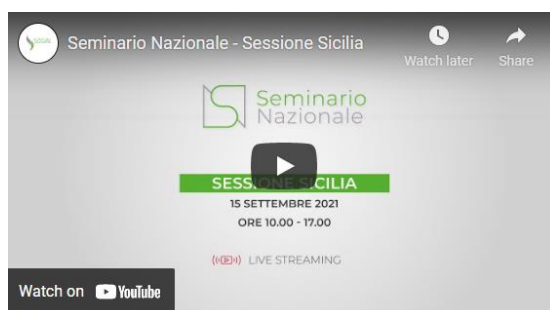 Seminario Nazionale - Sessione Sicilia
Watch later
Share
Seminario
Nazionale
SESSIONE SICILIA
15 SETTEMBRE 2021
ORE 10.00 - 17.00
LIVE STREAMING
Watch on YouTube